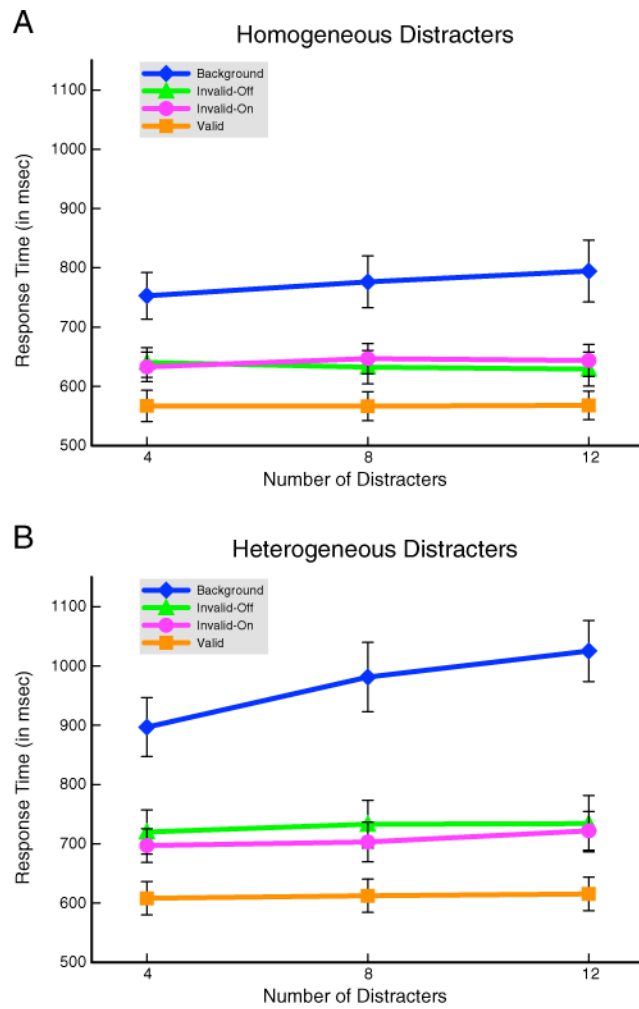 A
Homogeneous Distracters
Background
Invalid-Off
Invalid-On
Valid
Response Time (in msec)
1100
1000
900
800
700
600
500
4 8 12
Number of Distracters
B
Heterogeneous Distracters
Background
Invalid-Off
Invalid-On
Valid
Response Time (in msec)
1100
1000
900
800
700
600
500
4 8 12
Number of Distracters